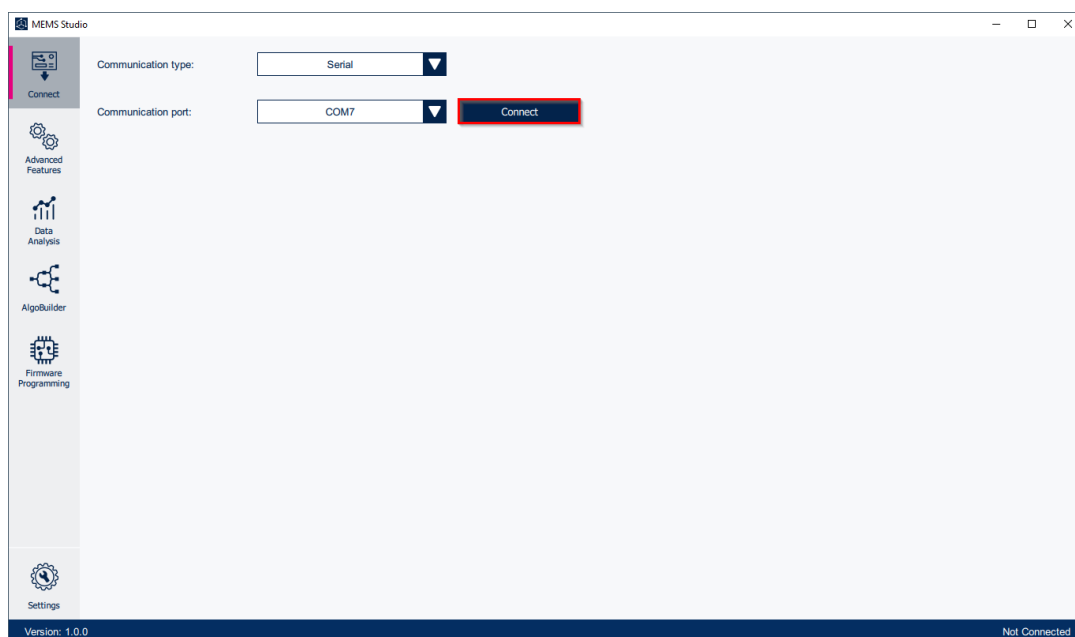 MEMS Studio
Connect
Advanced
Features
Data
Analysis
AlgoBuilder
Firmware
Programming
Settings
Communication type:
Serial
Communication port:
COM7
Connect
Version: 1.0.0
Not Connected